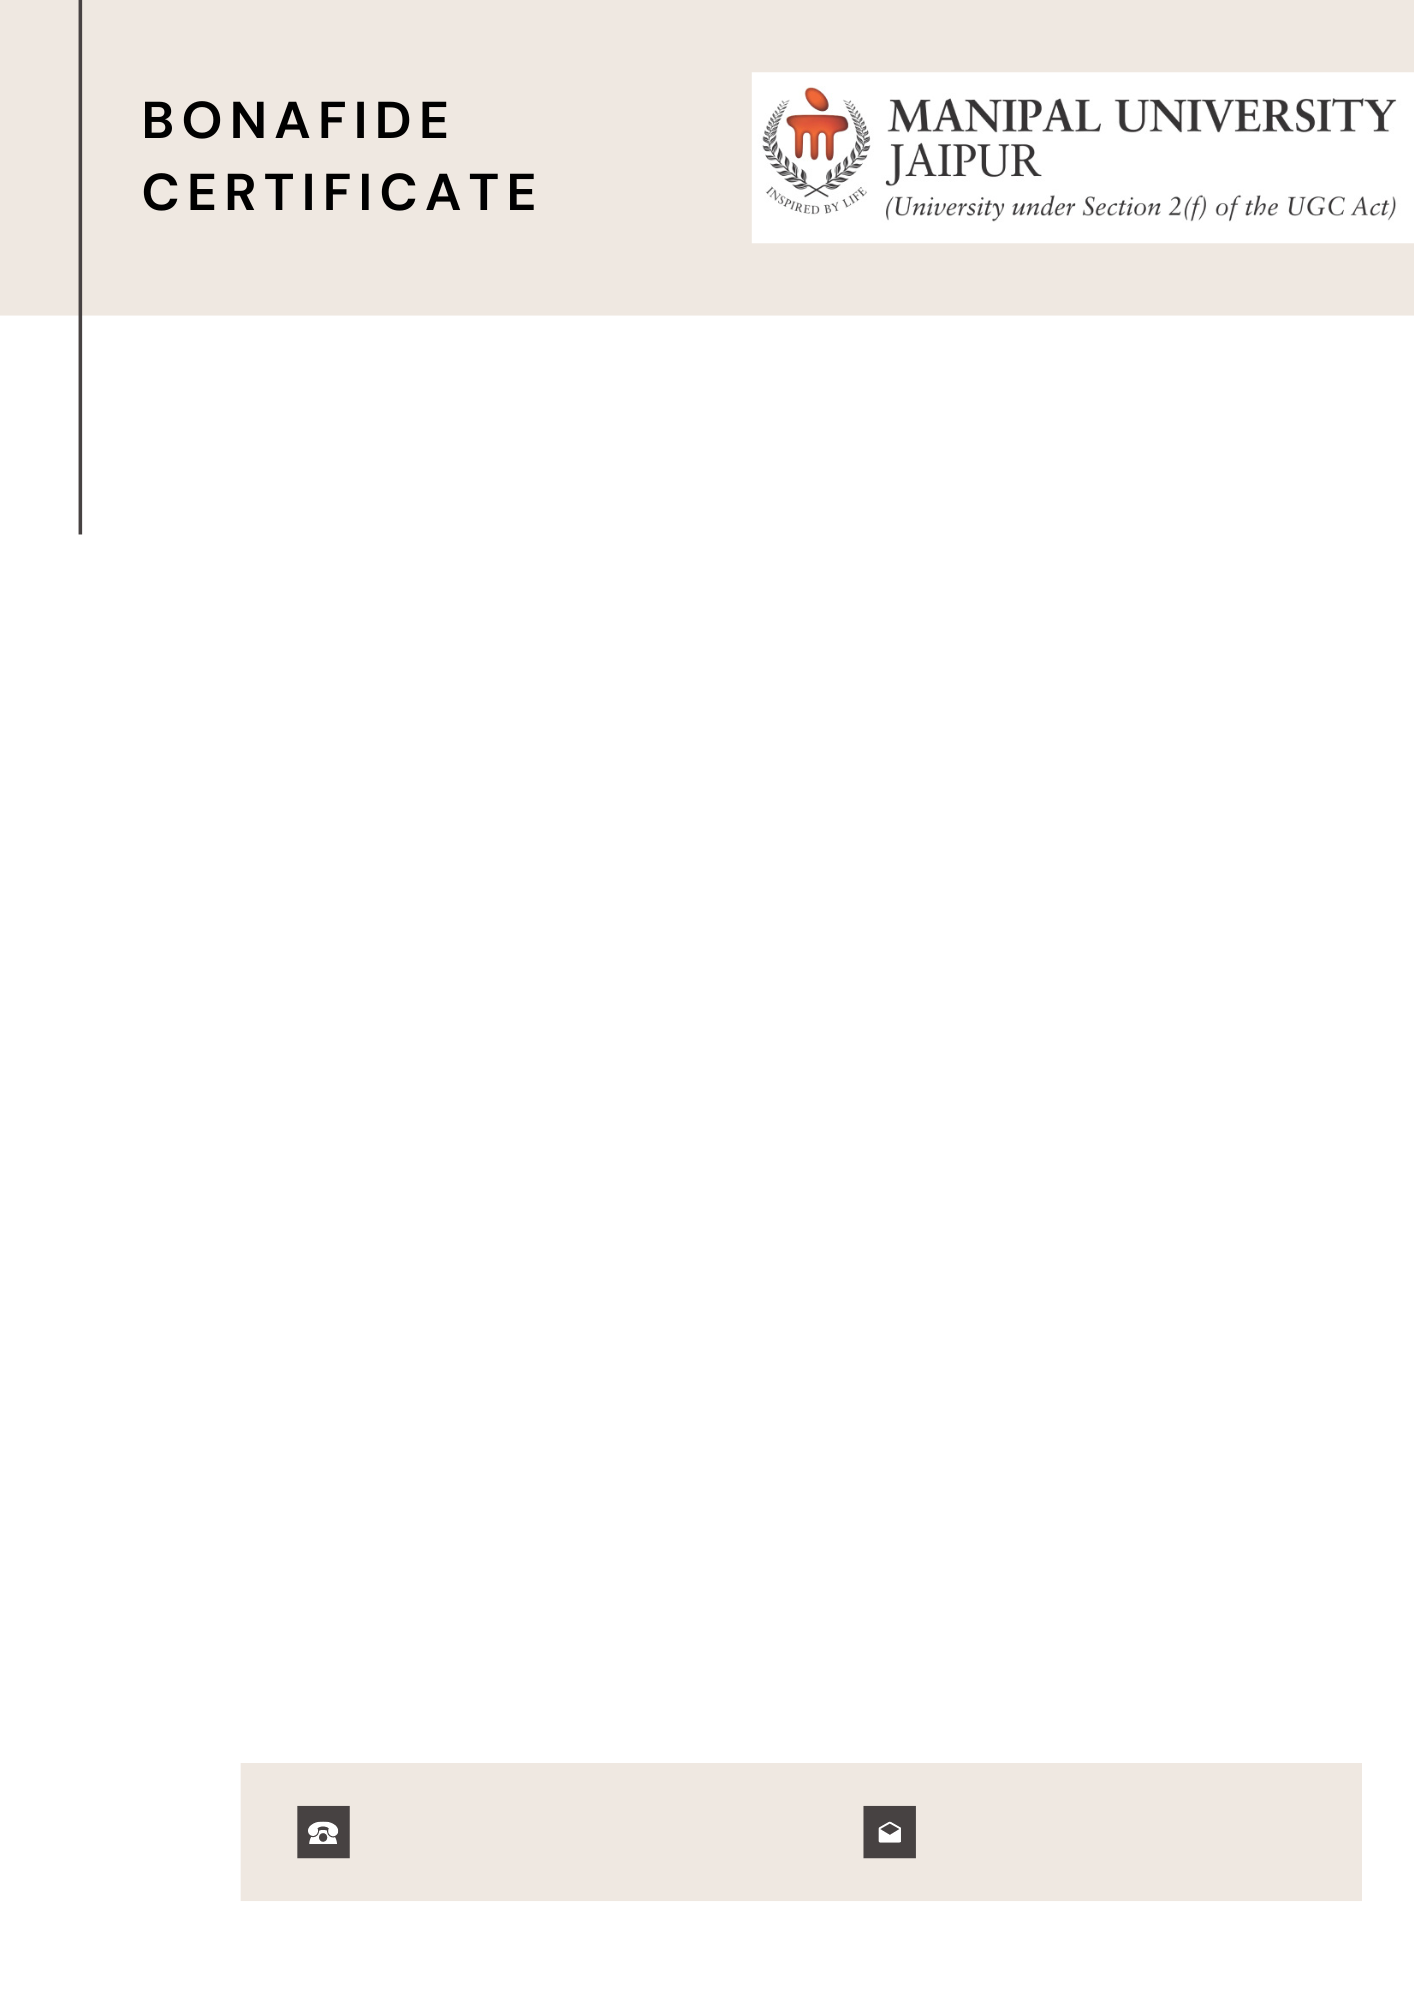 BONAFIDE
CERTIFICATE
MANIPAL UNIVERSITY
JAIPUR
(University under Section 2(f) of the UGC Act)
INSPIRED BY LIFE